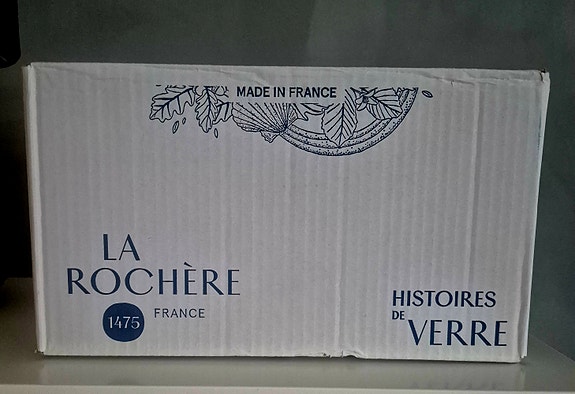 MADE IN FRANCE
LA
ROCHÈRE
1475 FRANCE
HISTOIRES
DE VERRE